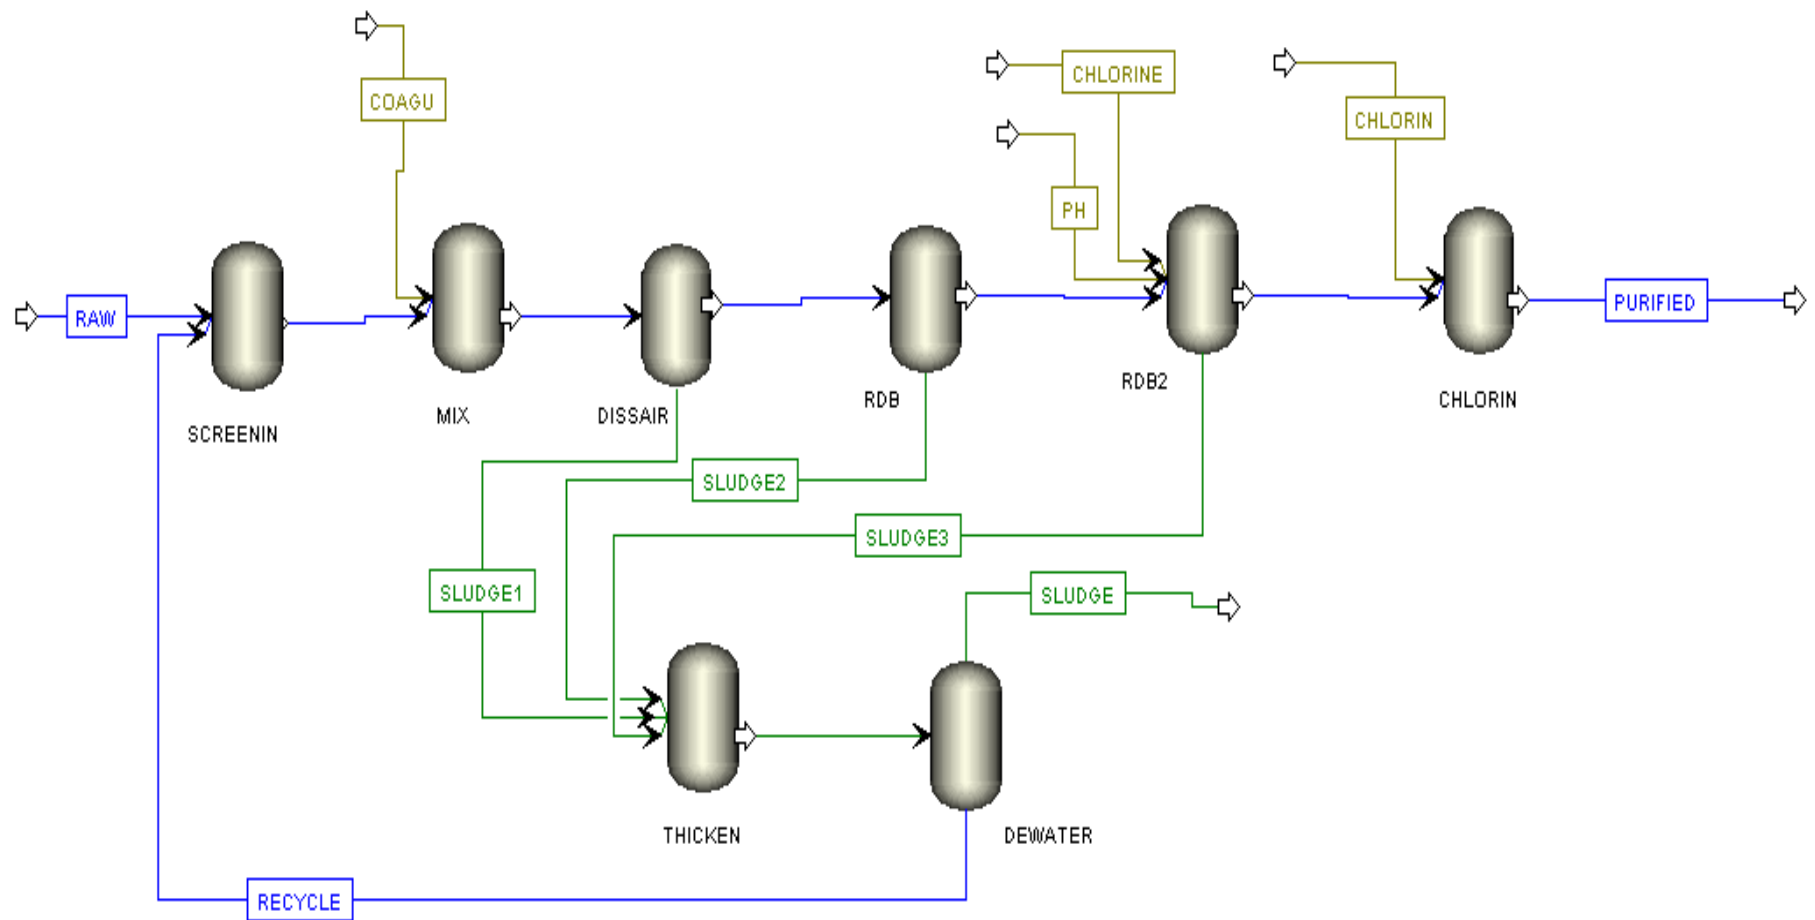 COAGU
CHLORINE
CHLORIN
PH
RAW
PURIFIED
SCREENIN
MIX
DISSAIR
RDB
RDB2
CHLORIN
SLUDGE2
SLUDGE3
SLUDGE1
SLUDGE
THICKEN
DEWATER
RECYCLE